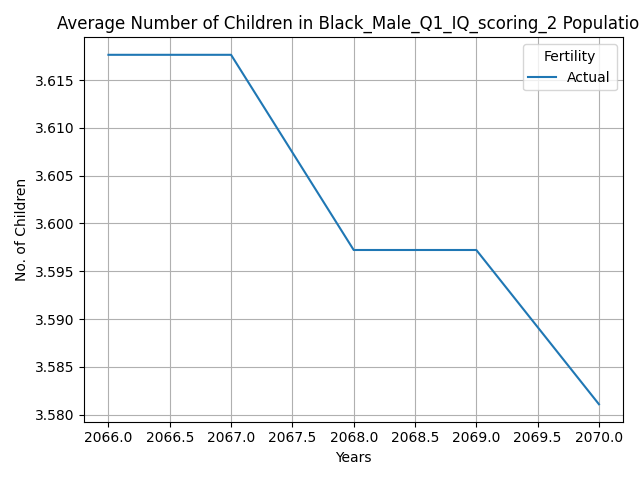 Average Number of Children in Black_Male_Q1_IQ_scoring_2 Populatio
Fertility
Actual
No. of Children
3.615
3.610
3.605
3.600
3.595
3.590
3.585
3.580
2066.0 2066.5 2067.0 2067.5 2068.0 2068.5 2069.0 2069.5 2070.0
Years